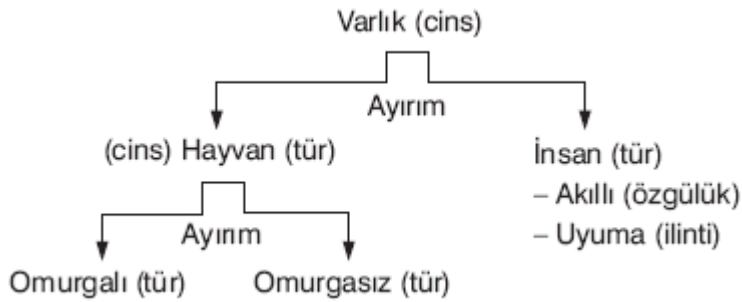 Varlık (cins)
Ayırım
(cins) Hayvan (tür)
İnsan (tür)
– Akıllı (özgülük)
– Uyuma (ilinti)
Ayırım
Omurgalı (tür)
Omurgasız (tür)